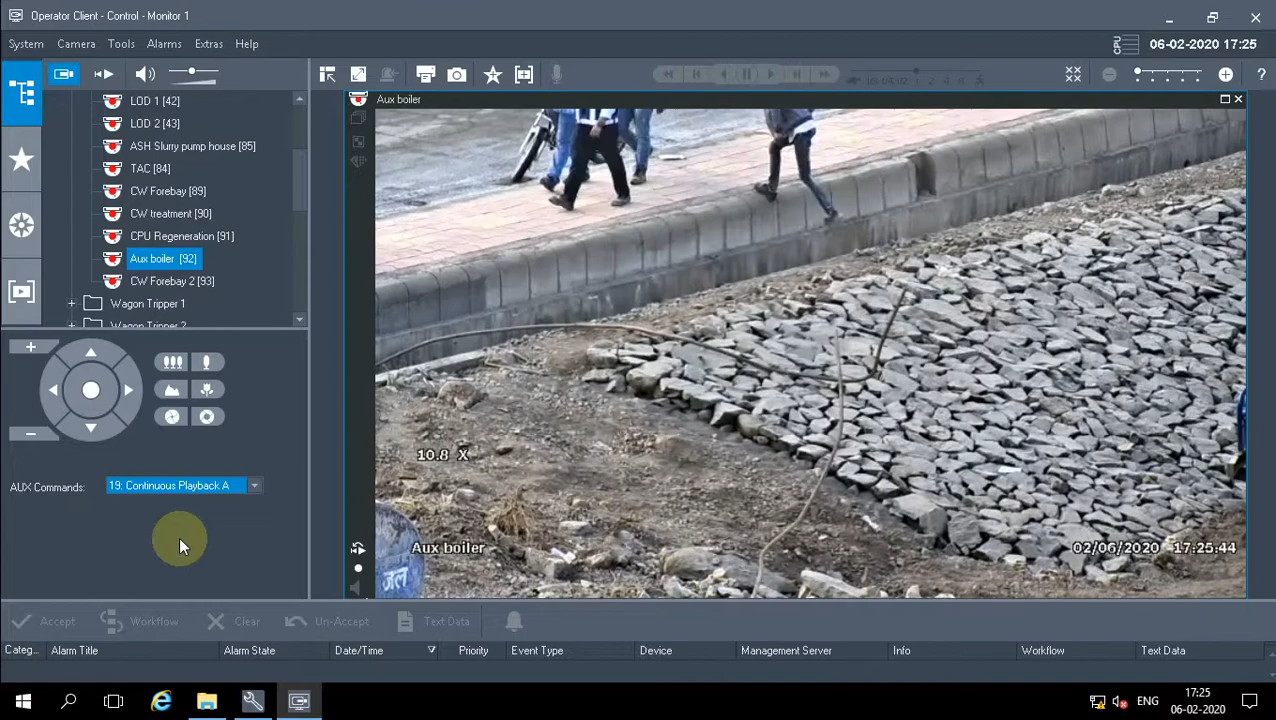 Operator Client - Control - Monitor 1
System Camera Tools Alarms Extras Help
CPU 06-02-2020 17:25
?
Aux boiler
LOD 1 [42]
LOD 2 [43]
ASH Slurry pump house [85]
TAC [84]
CW Forebay [89]
CW treatment [90]
CPU Regeneration [91]
Aux boiler [92]
CW Forebay 2 [93]
Wagon Tripper 1
Wagon Tripper 2
10.8 X
AUX Commands: 19: Continuous Playback A
Aux boiler
02/06/2020 17:25:44
जल
Accept Workflow Clear Un-Accept Text Data
Categ... Alarm Title Alarm State Date/Time Priority Event Type Device Management Server Info Workflow Text Data
ENG
17:25
06-02-2020